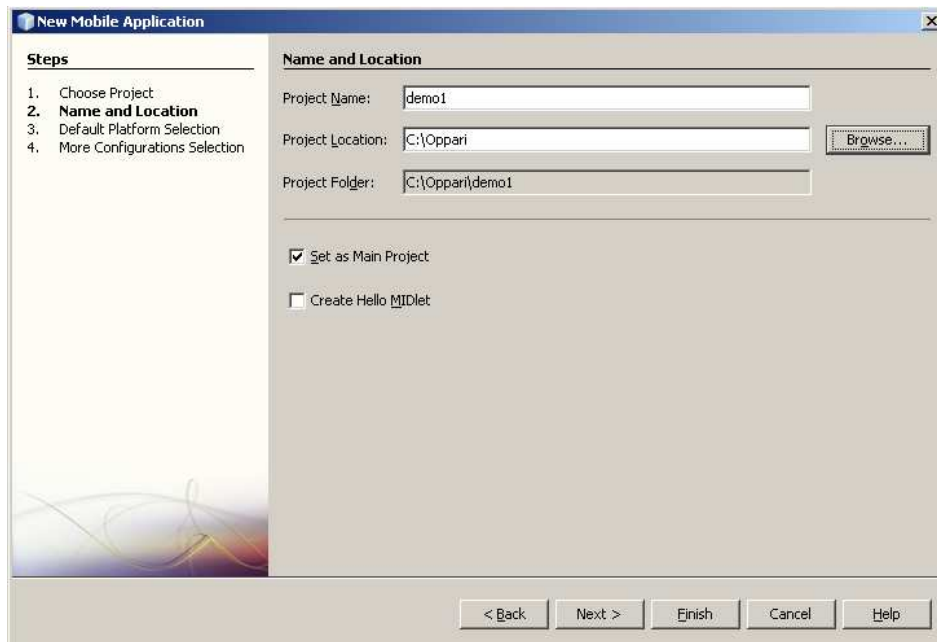 New Mobile Application
Steps
1. Choose Project
2. Name and Location
3. Default Platform Selection
4. More Configurations Selection
Name and Location
Project Name: demo1
Project Location: C:\Oppari Browse...
Project Folder: C:\Oppari\demo1
Set as Main Project
Create Hello MIDlet
< Back Next > Finish Cancel Help